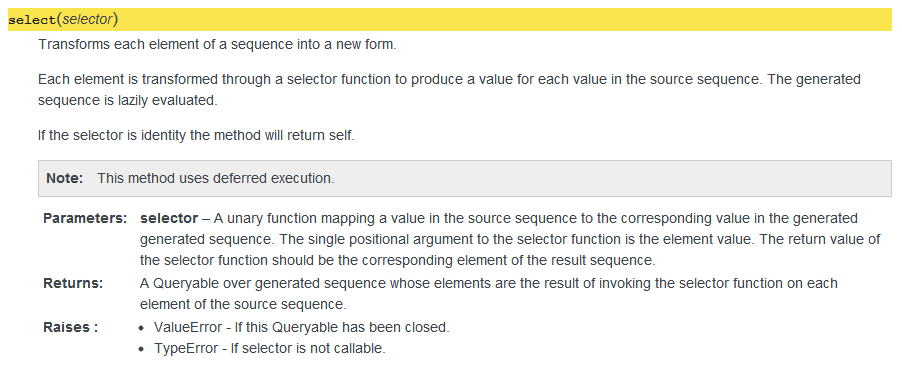 select(selector)
Transforms each element of a sequence into a new form.
Each element is transformed through a selector function to produce a value for each value in the source sequence. The generated
sequence is lazily evaluated.
If the selector is identity the method will return self.
Note: This method uses deferred execution.
Parameters: selector – A unary function mapping a value in the source sequence to the corresponding value in the generated
generated sequence. The single positional argument to the selector function is the element value. The return value of
the selector function should be the corresponding element of the result sequence.
Returns: A Queryable over generated sequence whose elements are the result of invoking the selector function on each
element of the source sequence.
Raises : • ValueError - If this Queryable has been closed.
• TypeError - If selector is not callable.